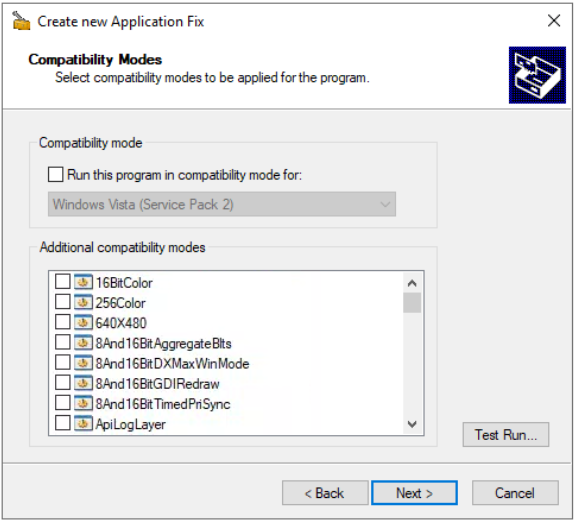 Create new Application Fix
Compatibility Modes
Select compatibility modes to be applied for the program.
Compatibility mode
Run this program in compatibility mode for:
Windows Vista (Service Pack 2)
Additional compatibility modes
16BitColor
256Color
640X480
8And16BitAggregateBlts
8And16BitDXMaxWinMode
8And16BitGDIRedraw
8And16BitTimedPriSync
ApiLogLayer
Test Run...
< Back
Next >
Cancel